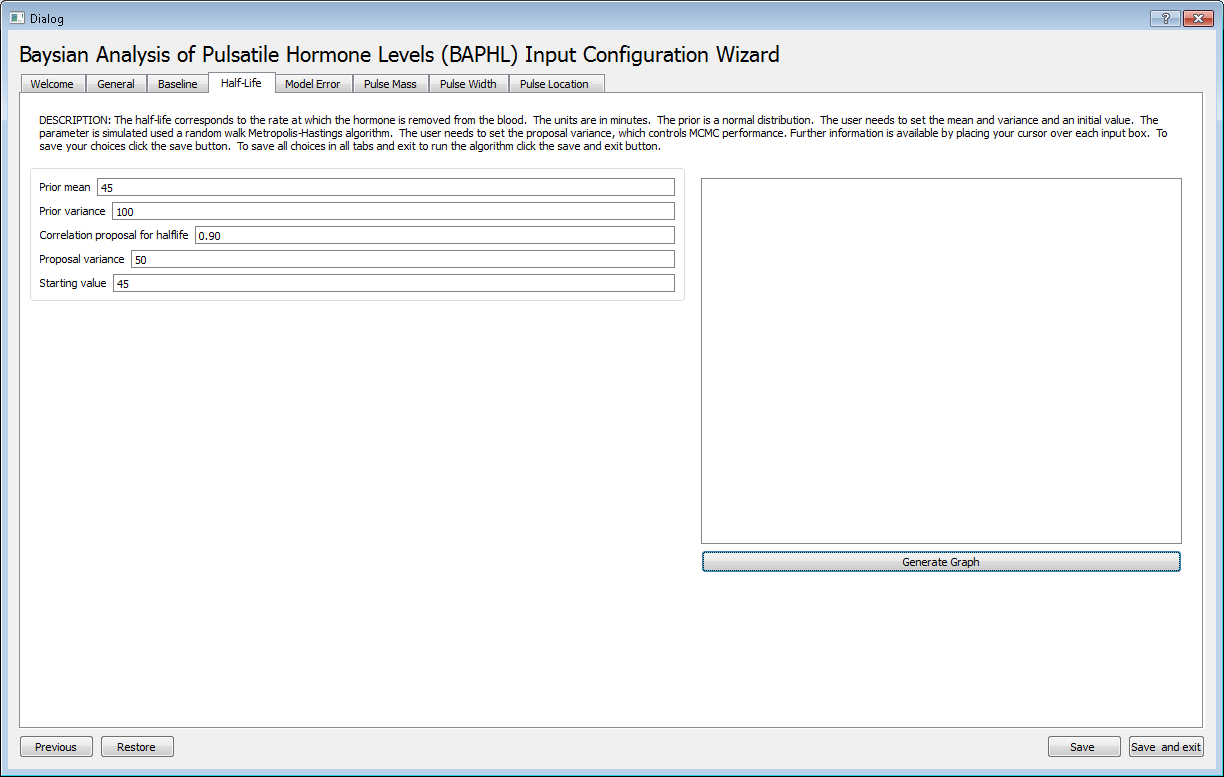 Dialog
Baysian Analysis of Pulsatile Hormone Levels (BAPHL) Input Configuration Wizard
Welcome General Baseline Half-Life Model Error Pulse Mass Pulse Width Pulse Location
DESCRIPTION: The half-life corresponds to the rate at which the hormone is removed from the blood.  The units are in minutes.  The prior is a normal distribution.  The user needs to set the mean and variance and an initial value.  The
parameter is simulated used a random walk Metropolis-Hastings algorithm.  The user needs to set the proposal variance, which controls MCMC performance. Further information is available by placing your cursor over each input box.  To
save your choices click the save button.  To save all choices in all tabs and exit to run the algorithm click the save and exit button.
Prior mean 45
Prior variance 100
Correlation proposal for halflife 0.90
Proposal variance 50
Starting value 45
Generate Graph
Previous Restore Save Save  and exit